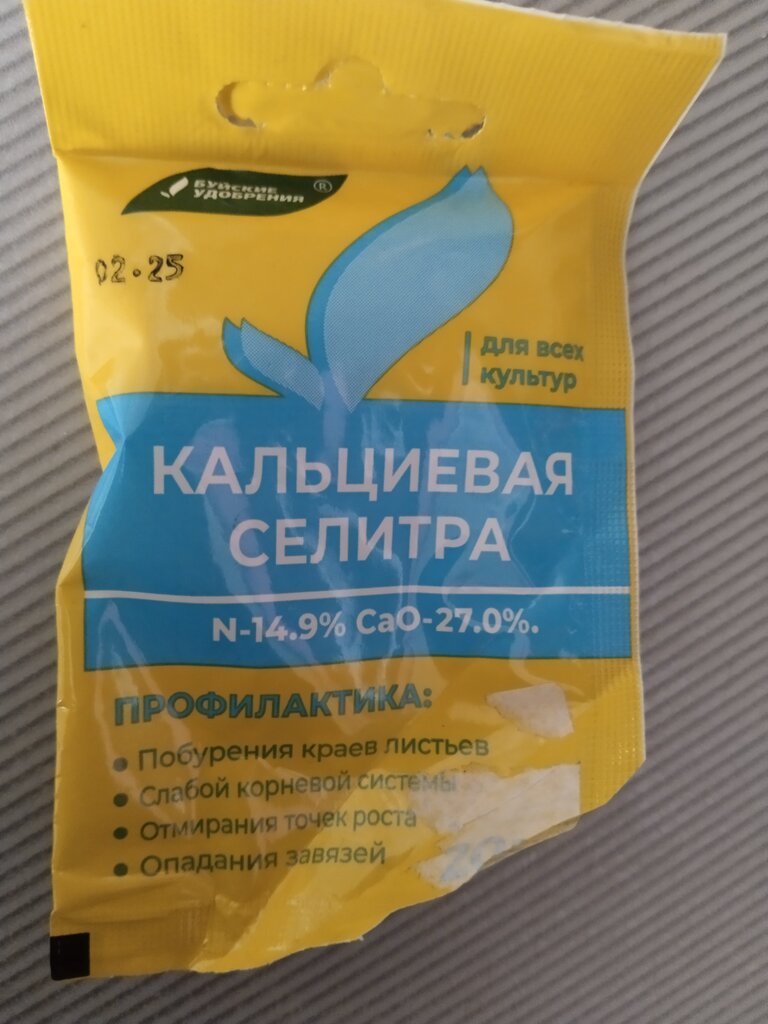 БУЙСКИЕ
УДОБРЕНИЯ ®
02.25
для всех
культур
КАЛЬЦИЕВАЯ
СЕЛИТРА
N-14.9% CaO-27.0%.
ПРОФИЛАКТИКА:
• Побурения краев листьев
• Слабой корневой системы
• Отмирания точек роста
• Опадания завязей